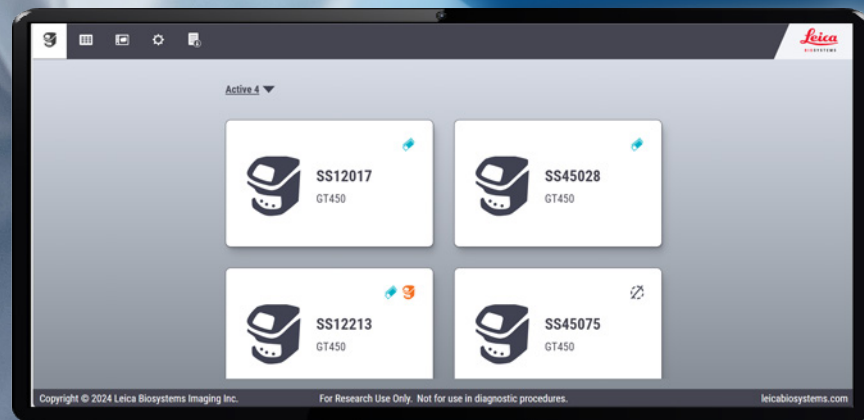 Leica
BIOSYSTEMS
Active 4
SS12017
GT450
SS45028
GT450
SS12213
GT450
SS45075
GT450
Copyright © 2024 Leica Biosystems Imaging Inc.
For Research Use Only. Not for use in diagnostic procedures.
leicabiosystems.com